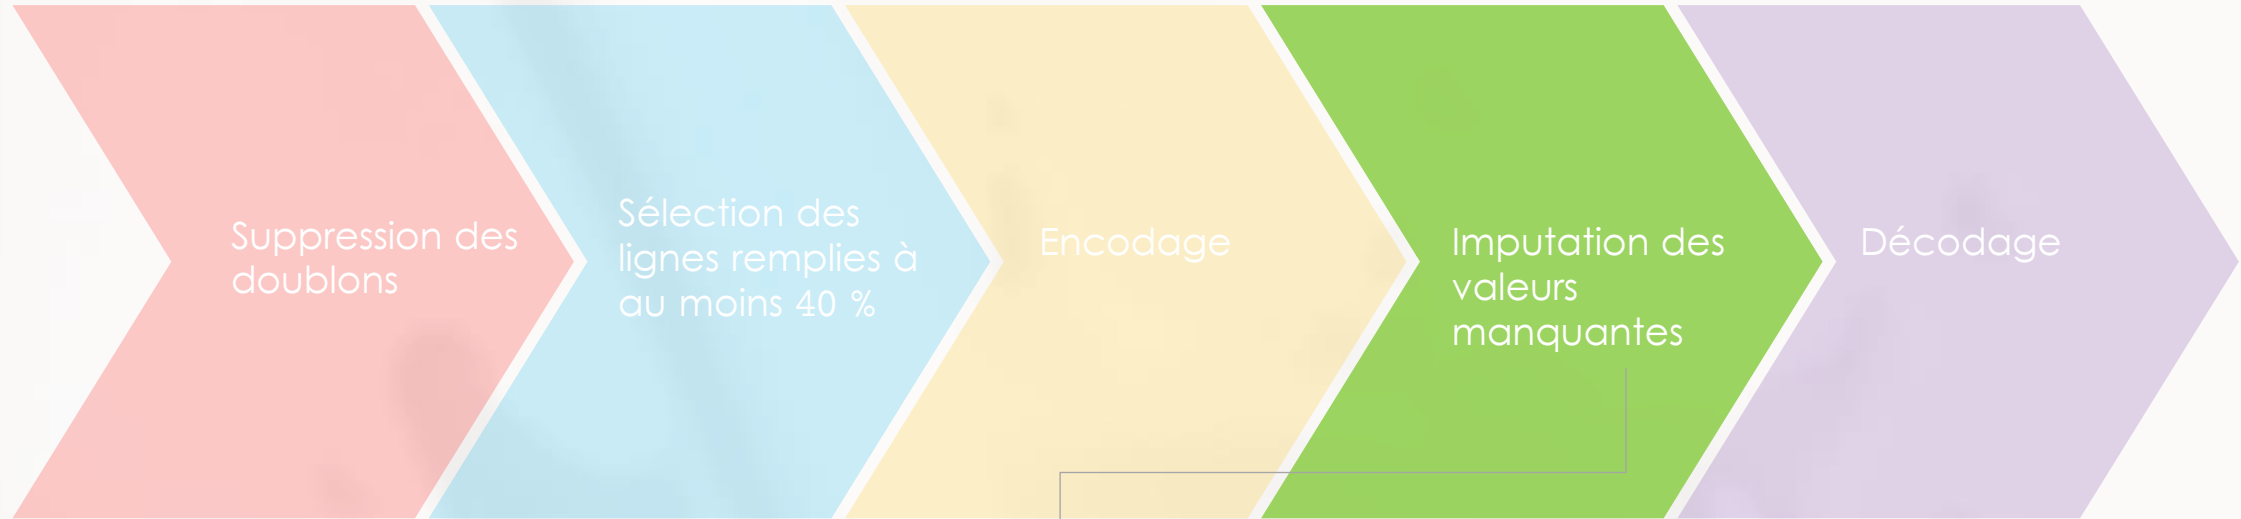 Suppression des
doublons
Sélection des
lignes remplies à
au moins 40 %
Encodage
Imputation des
valeurs
manquantes
Décodage